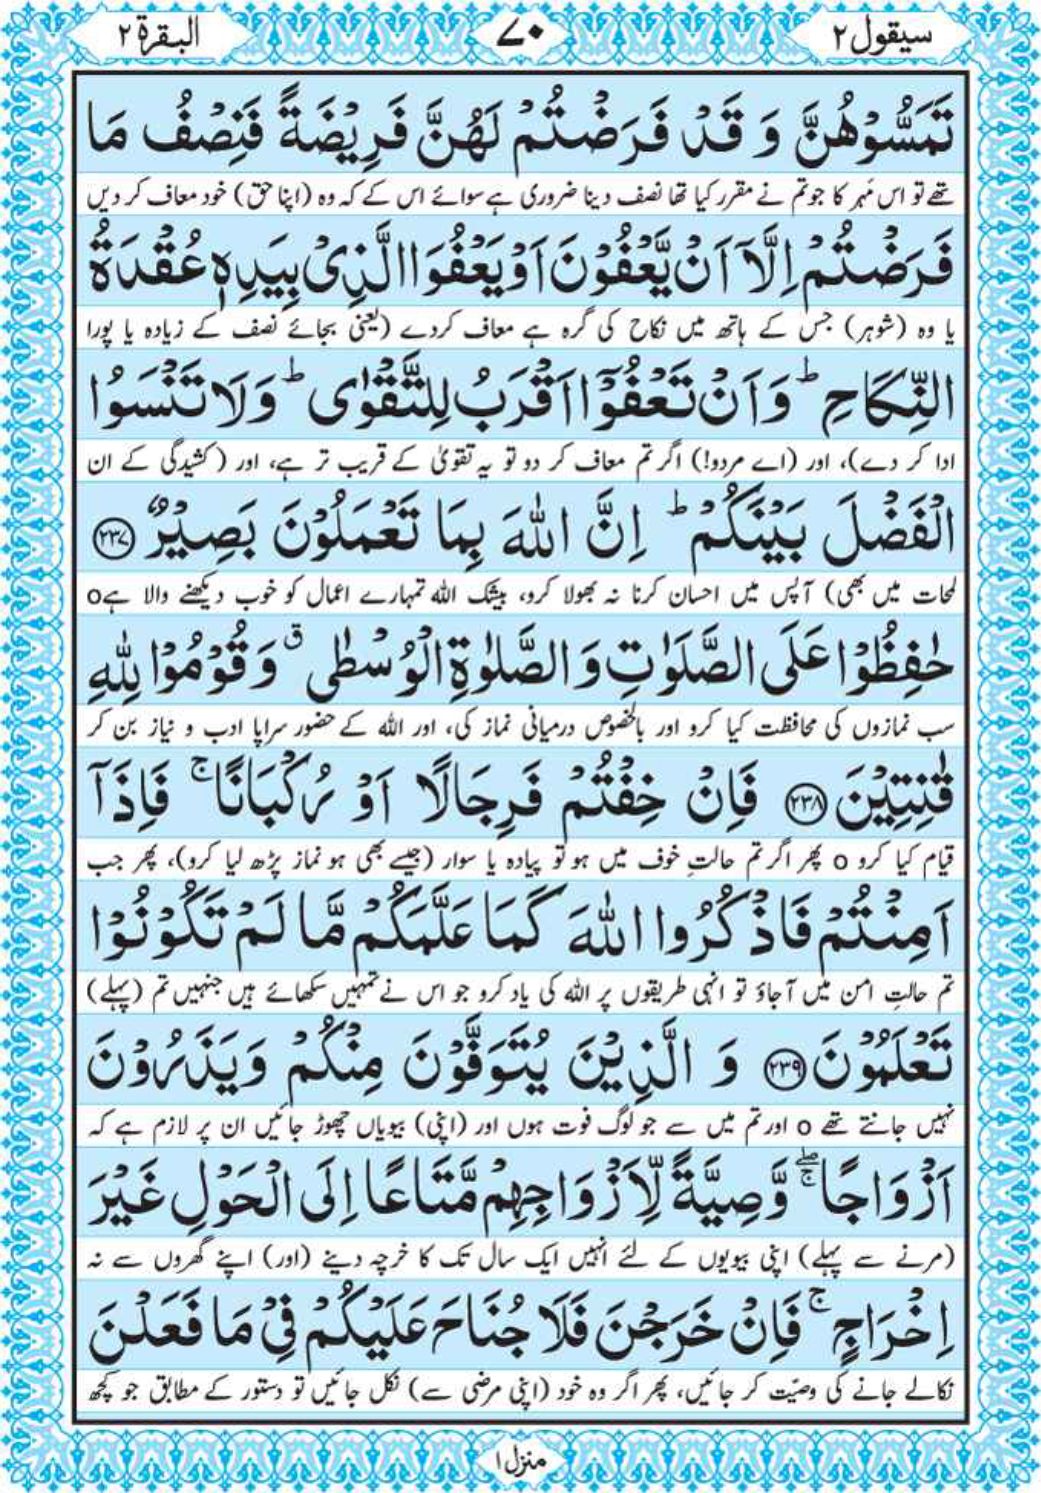 سیقول ۲
۷۰
البقرة ۲
تَمَسُّوْهُنَّ وَ قَدْ فَرَضْتُمْ لَهُنَّ فَرِیْضَةً فَنِصْفُ مَا
تھے تو اس مَہر کا جو تم نے مقرر کیا تھا نصف دینا ضروری ہے سوائے اس کے کہ وہ (اپنا حق) خود معاف کر دیں
فَرَضْتُمْ اِلَّاۤ اَنْ یَّعْفُوْنَ اَوْ یَعْفُوَا الَّذِیْ بِیَدِهٖ عُقْدَةُ
یا وہ (شوہر) جس کے ہاتھ میں نکاح کی گرہ ہے معاف کردے (یعنی بجائے نصف کے زیادہ یا پورا
النِّكَاحِ ؕ وَ اَنْ تَعْفُوْۤا اَقْرَبُ لِلتَّقْوٰی ؕ وَ لَا تَنْسَوُا
ادا کر دے)، اور (اے مردو!) اگر تم معاف کر دو تو یہ تقویٰ کے قریب تر ہے، اور (کشیدگی کے ان
الْفَضْلَ بَیْنَكُمْ ؕ اِنَّ اللّٰهَ بِمَا تَعْمَلُوْنَ بَصِیْرٌ ﴿۲۳۷﴾
لمحات میں بھی) آپس میں احسان کرنا نہ بھولا کرو، بیشک اللہ تمہارے اعمال کو خوب دیکھنے والا ہےo
حٰفِظُوْا عَلَی الصَّلَوٰتِ وَ الصَّلٰوةِ الْوُسْطٰی ۗ وَ قُوْمُوْا لِلّٰهِ
سب نمازوں کی محافظت کیا کرو اور بالخصوص درمیانی نماز کی، اور اللہ کے حضور سراپا ادب و نیاز بن کر
قٰنِتِیْنَ ﴿۲۳۸﴾ فَاِنْ خِفْتُمْ فَرِجَالًا اَوْ رُكْبَانًا ۚ فَاِذَاۤ
قیام کیا کرو o پھر اگر تم حالتِ خوف میں ہو تو پیادہ یا سوار (جیسے بھی ہو نماز پڑھ لیا کرو)، پھر جب
اَمِنْتُمْ فَاذْكُرُوا اللّٰهَ كَمَا عَلَّمَكُمْ مَّا لَمْ تَكُوْنُوْا
تم حالتِ امن میں آجاؤ تو انہی طریقوں پر اللہ کی یاد کرو جو اس نے تمہیں سکھائے ہیں جنہیں تم (پہلے)
تَعْلَمُوْنَ ﴿۲۳۹﴾ وَ الَّذِیْنَ یُتَوَفَّوْنَ مِنْكُمْ وَ یَذَرُوْنَ
نہیں جانتے تھے o اور تم میں سے جو لوگ فوت ہوں اور (اپنی) بیویاں چھوڑ جائیں ان پر لازم ہے کہ
اَزْوَاجًا ۖۚ وَّصِیَّةً لِّاَزْوَاجِهِمْ مَّتَاعًا اِلَی الْحَوْلِ غَیْرَ
(مرنے سے پہلے) اپنی بیویوں کے لئے انہیں ایک سال تک کا خرچہ دینے (اور) اپنے گھروں سے نہ
اِخْرَاجٍ ۚ فَاِنْ خَرَجْنَ فَلَا جُنَاحَ عَلَیْكُمْ فِیْ مَا فَعَلْنَ
نکالے جانے کی وصیّت کر جائیں، پھر اگر وہ خود (اپنی مرضی سے) نکل جائیں تو دستور کے مطابق جو کچھ
منزل ۱